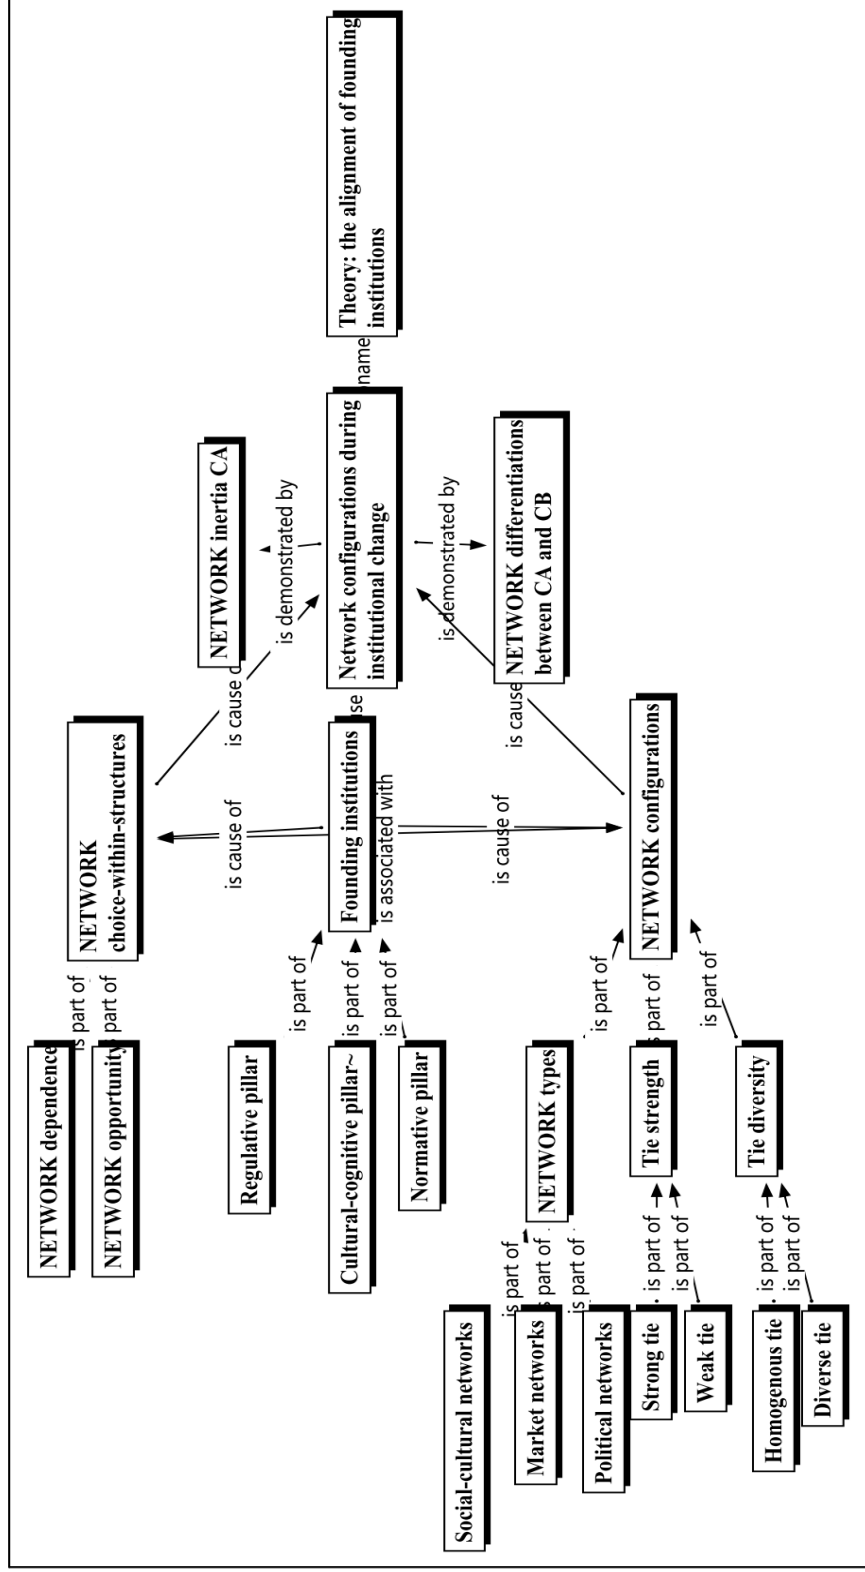 NETWORK dependence
is part of
NETWORK opportunity
part of
NETWORK
choice-within-structures
NETWORK inertia CA
is cause
is cause of
is demonstrated by
Regulative pillar
is part of
Cultural-cognitive pillar~
is part of
Normative pillar
is part of
Founding institutions
is associated with
Network configurations during
institutional change
name
Theory: the alignment of founding
institutions
is demonstrated by
Social-cultural networks
is part of
Market networks
part of
Political networks
is part of
NETWORK types
is part of
is cause of
is cause
NETWORK differentiations
between CA and CB
Strong tie
is part of
Weak tie
is part of
Tie strength
part of
NETWORK configurations
Homogenous tie
is part of
Diverse tie
is part of
Tie diversity
is part of